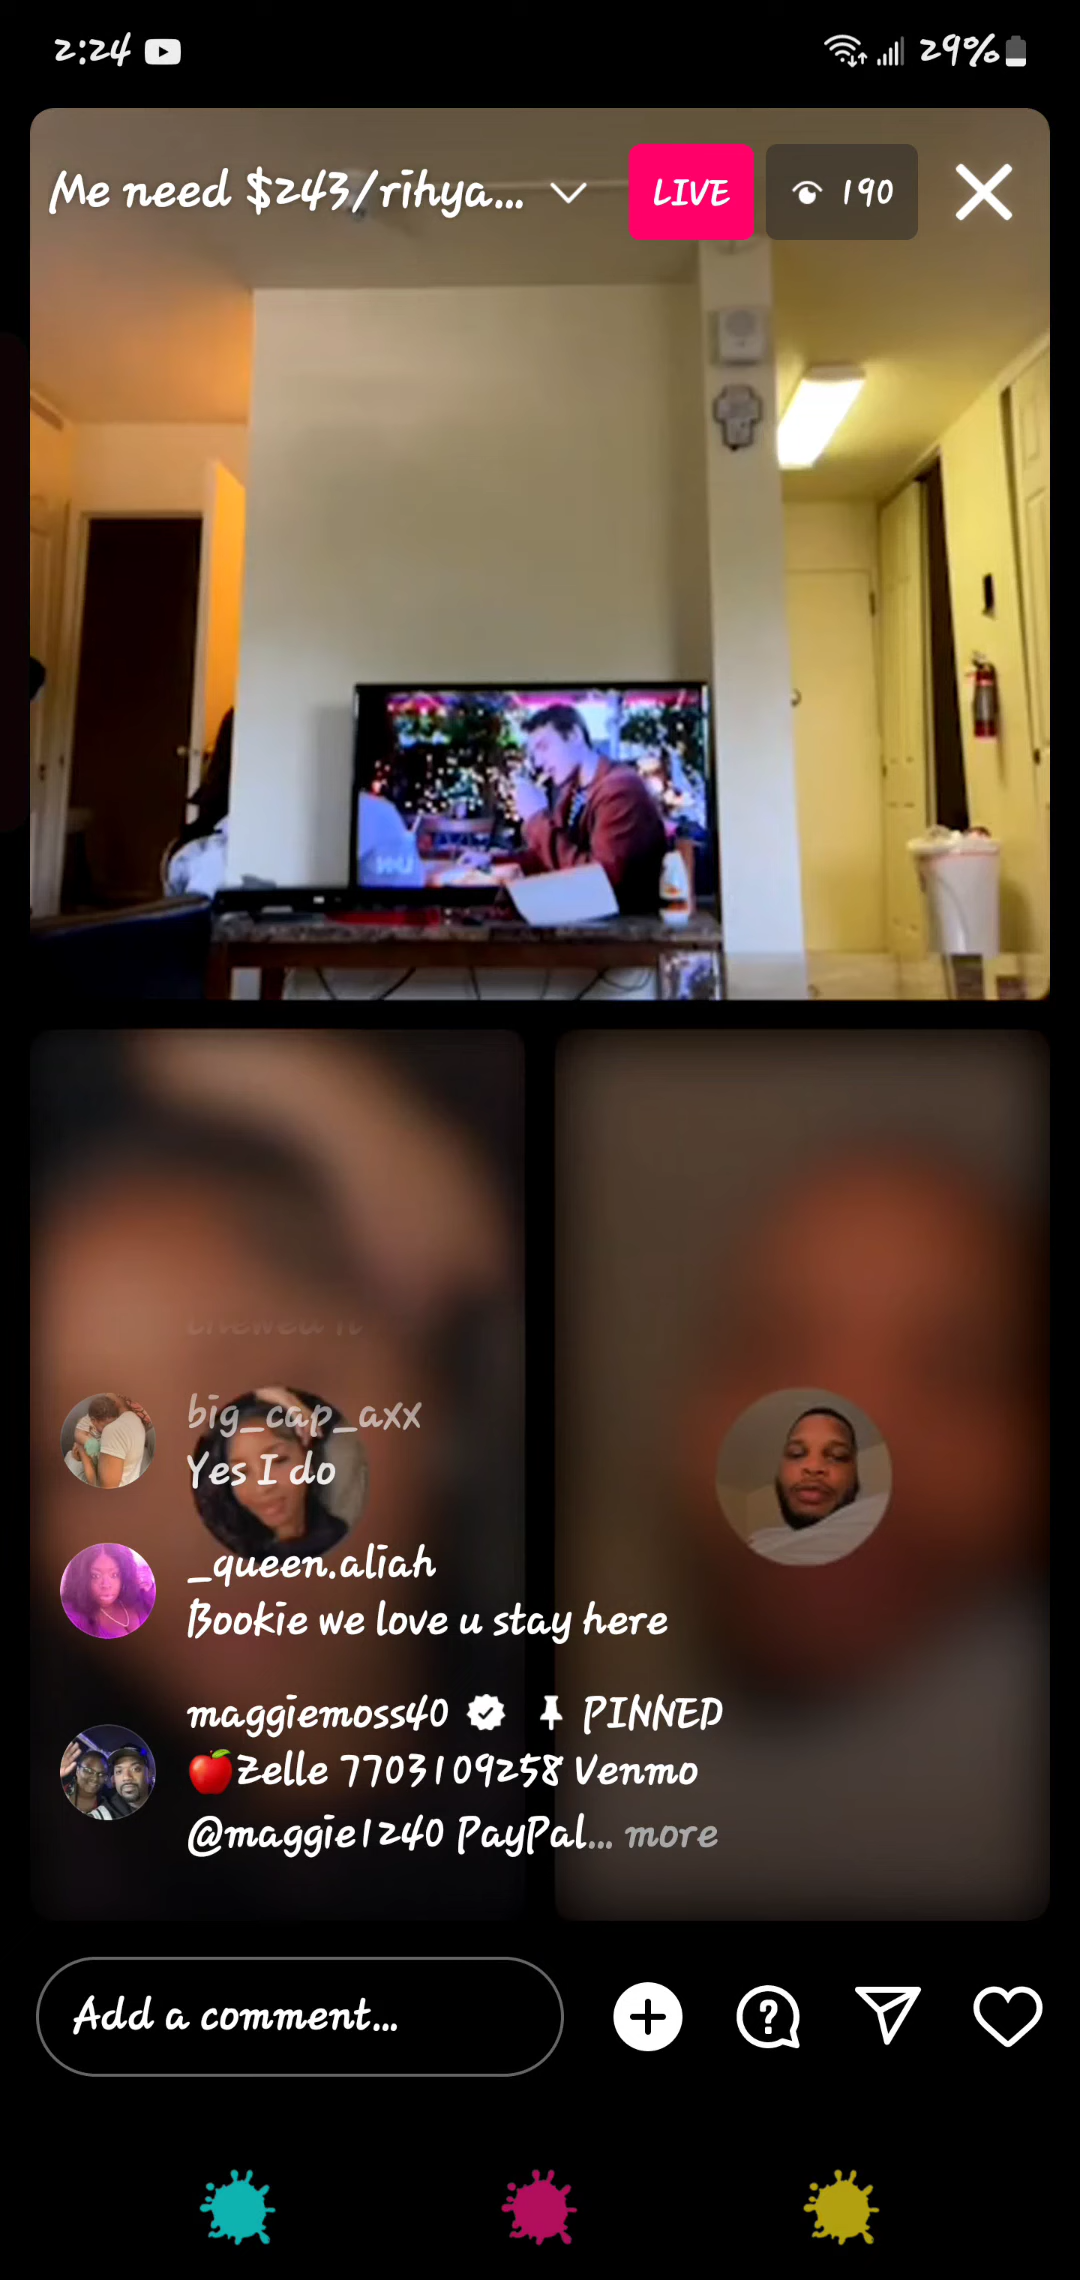 2:24
29%
Me need $243/rihya...
LIVE
190
big_cap_axx
Yes I do
_queen.aliah
Bookie we love u stay here
maggiemoss40 PINNED
🍎Zelle 7703109258 Venmo
@maggie1240 PayPal... more
Add a comment...